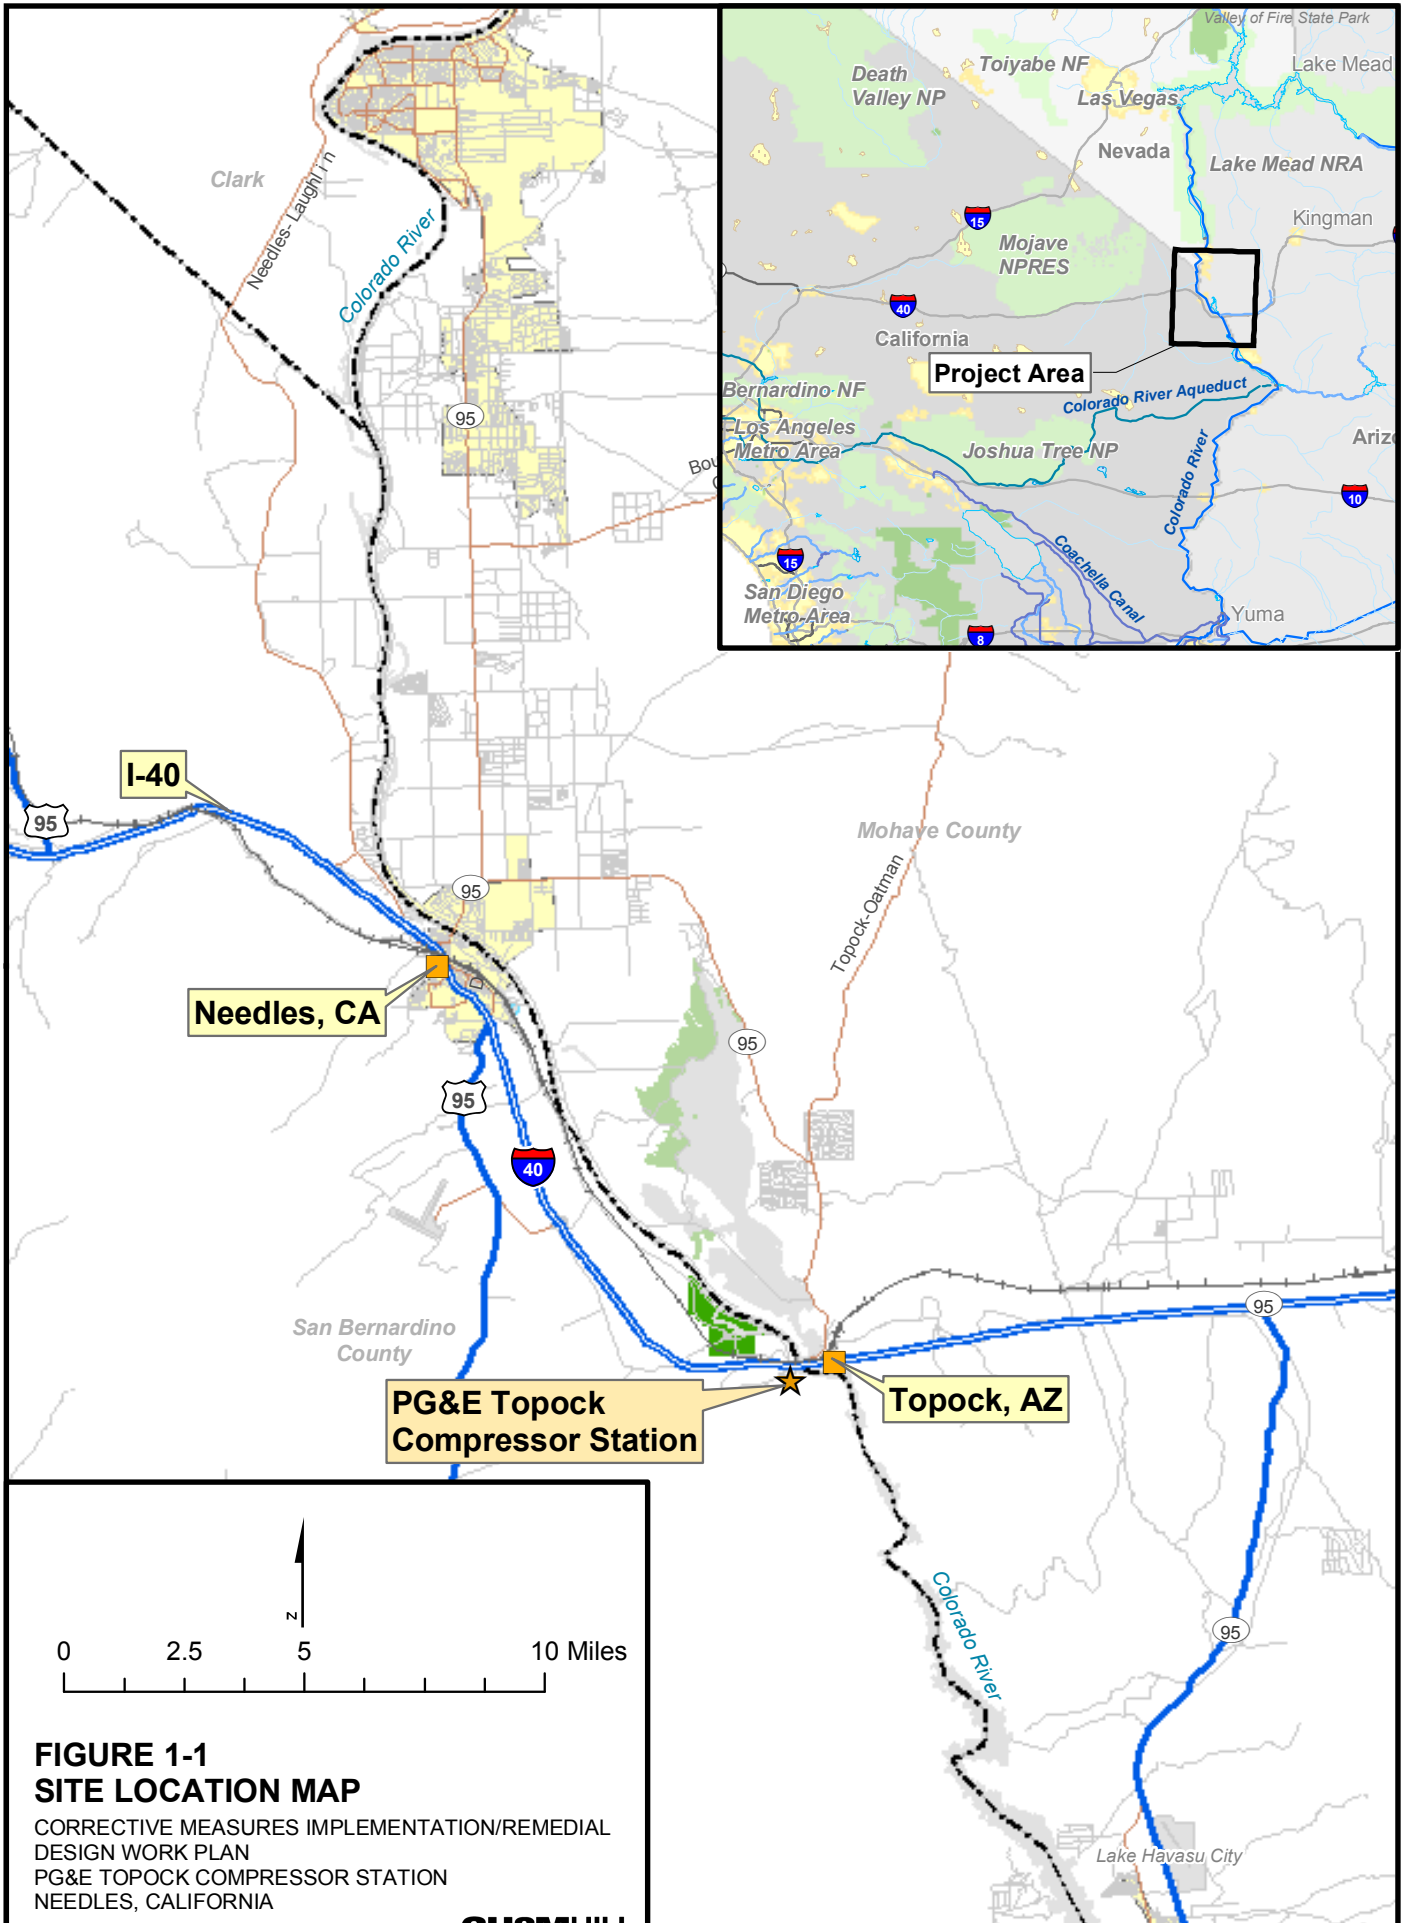 Valley of Fire State Park
Lake Mead
Toiyabe NF
Death
Valley NP
Las Vegas
Nevada
Lake Mead NRA
15
Kingman
Mojave
NPRES
40
California
Project Area
Bernardino NF
Colorado River Aqueduct
Los Angeles
Metro Area
Joshua Tree NP
Colorado River
10
15
Coachella Canal
San Diego
Metro Area
Yuma
8
Clark
Needles-Laughlin
Colorado River
95
I-40
95
Mohave County
95
Topock-Oatman
Needles, CA
95
95
40
95
San Bernardino
County
PG&E Topock
Compressor Station
Topock, AZ
Colorado River
95
Lake Havasu City
z
0 2.5 5 10 Miles
FIGURE 1-1
SITE LOCATION MAP
CORRECTIVE MEASURES IMPLEMENTATION/REMEDIAL
DESIGN WORK PLAN
PG&E TOPOCK COMPRESSOR STATION
NEEDLES, CALIFORNIA